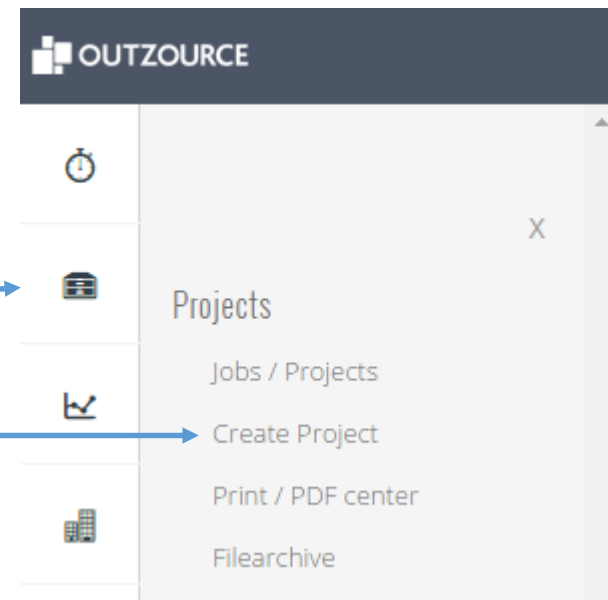 OUTZOURCE
X
Projects
Jobs / Projects
Create Project
Print / PDF center
Filearchive